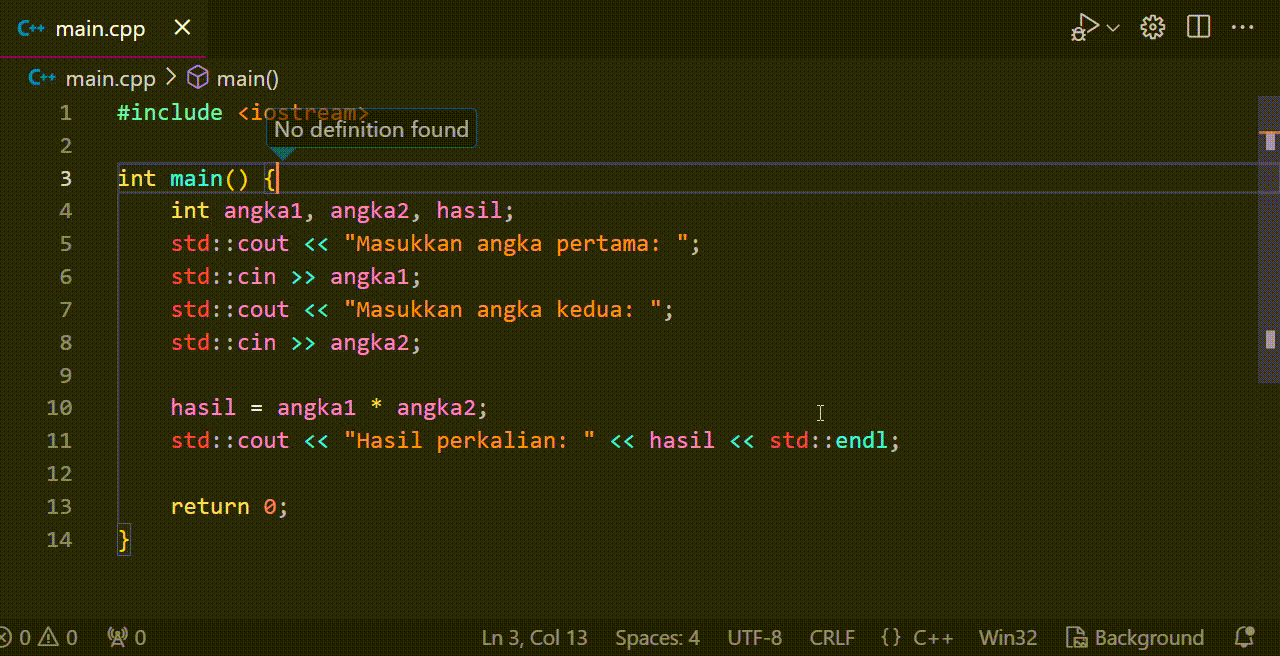 C++ main.cpp
C++ main.cpp > main()
1 #include <iostream>
No definition found
2
3 int main() {
4     int angka1, angka2, hasil;
5     std::cout << "Masukkan angka pertama: ";
6     std::cin >> angka1;
7     std::cout << "Masukkan angka kedua: ";
8     std::cin >> angka2;
9
10     hasil = angka1 * angka2;
11     std::cout << "Hasil perkalian: " << hasil << std::endl;
12
13     return 0;
14 }
0 0 0 Ln 3, Col 13 Spaces: 4 UTF-8 CRLF {} C++ Win32 Background